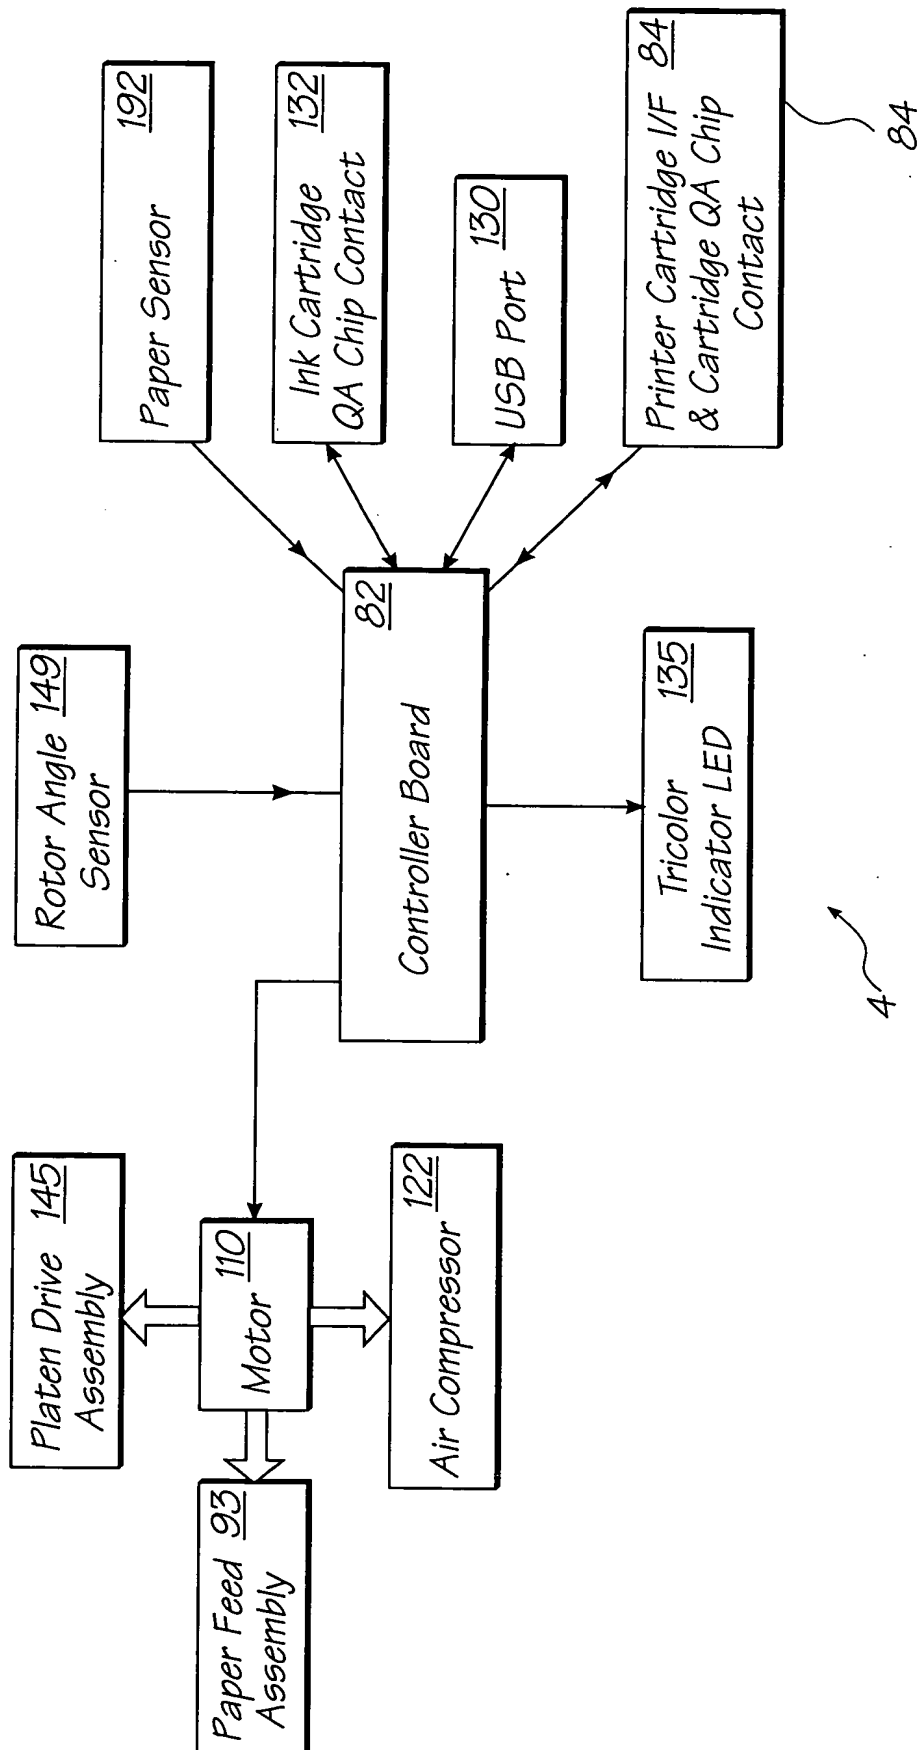 Paper Feed 93
Assembly
Platen Drive 145
Assembly
Motor 110
Air Compressor 122
Rotor Angle 149
Sensor
Controller Board 82
Tricolor 135
Indicator LED
Paper Sensor 192
Ink Cartridge 132
QA Chip Contact
USB Port 130
Printer Cartridge I/F 84
& Cartridge QA Chip
Contact
84
4